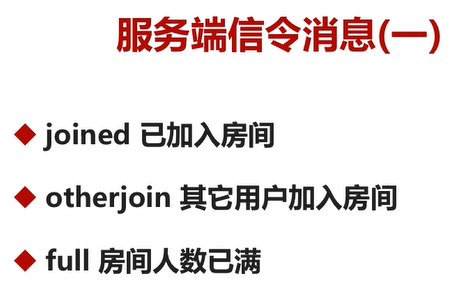 服务端信令消息(一)
◆ joined 已加入房间
◆ otherjoin 其它用户加入房间
◆ full 房间人数已满